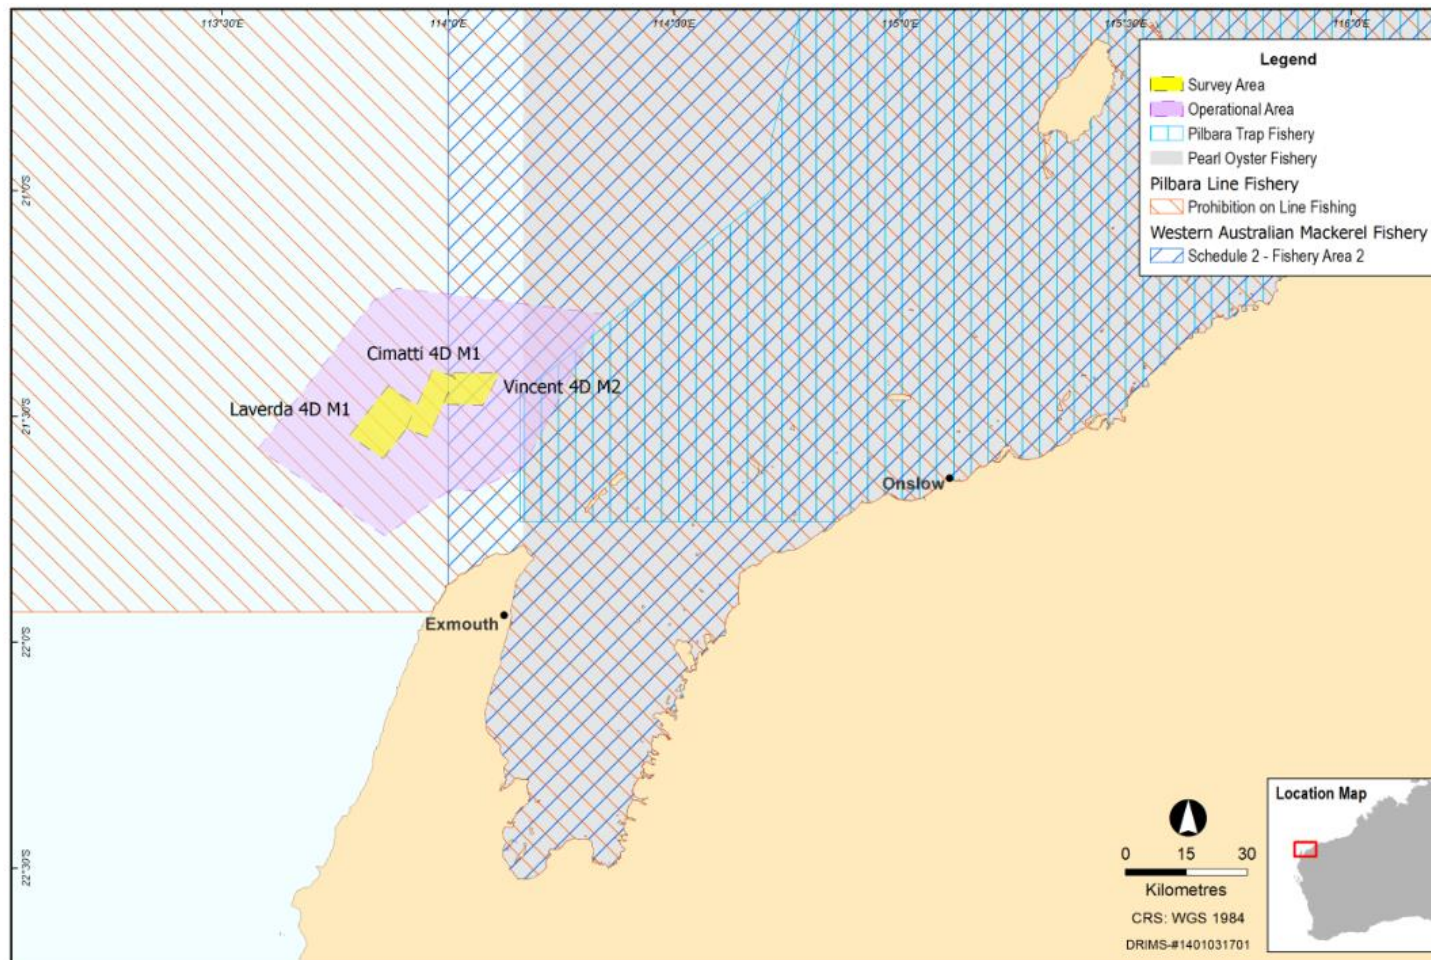 113°30'E
114°0'E
114°30'E
115°0'E
115°30'E
116°0'E
Legend
Survey Area
Operational Area
Pilbara Trap Fishery
Pearl Oyster Fishery
Pilbara Line Fishery
Prohibition on Line Fishing
Western Australian Mackerel Fishery
Schedule 2 - Fishery Area 2
21°0'S
Cimatti 4D M1
Vincent 4D M2
Laverda 4D M1
21°30'S
Onslow
Exmouth
22°0'S
22°30'S
Location Map
0 15 30
Kilometres
CRS: WGS 1984
DRIMS-#1401031701